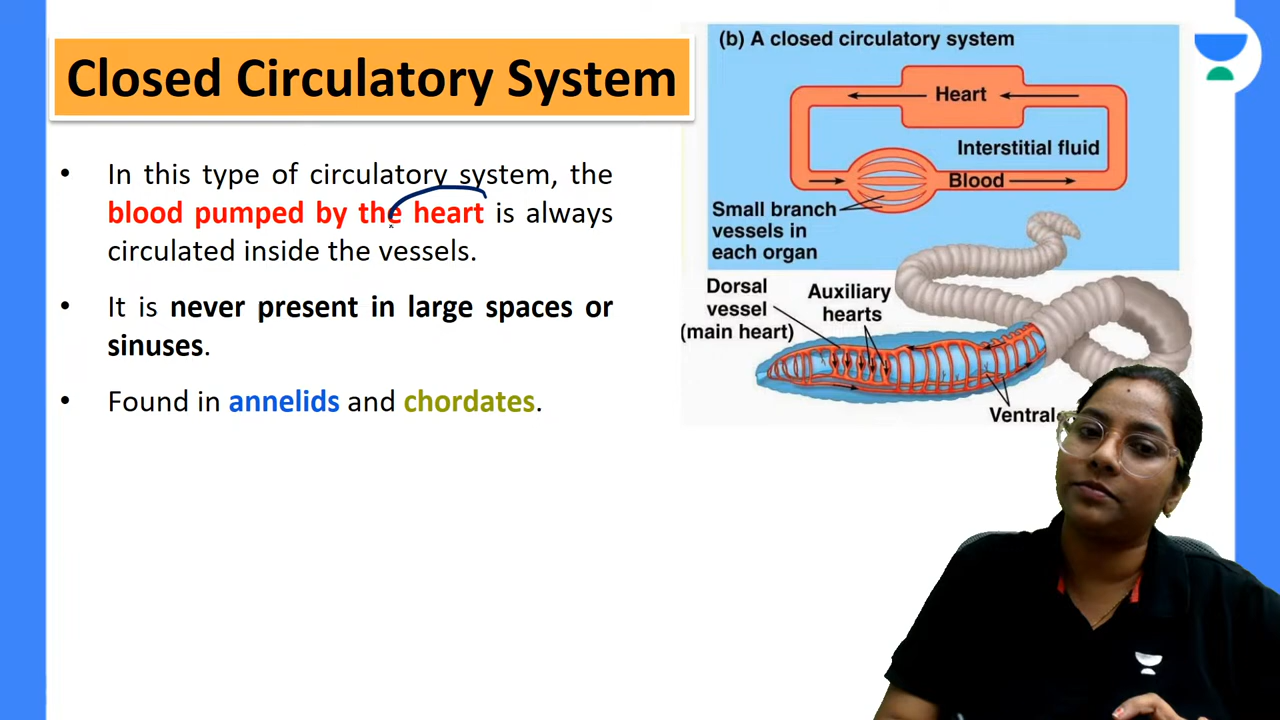 Closed Circulatory System
• In this type of circulatory system, the
blood pumped by the heart is always
circulated inside the vessels.
• It is never present in large spaces or
sinuses.
• Found in annelids and chordates.
(b) A closed circulatory system
Heart
Interstitial fluid
Blood
Small branch
vessels in
each organ
Dorsal
vessel
(main heart)
Auxiliary
hearts
Ventral